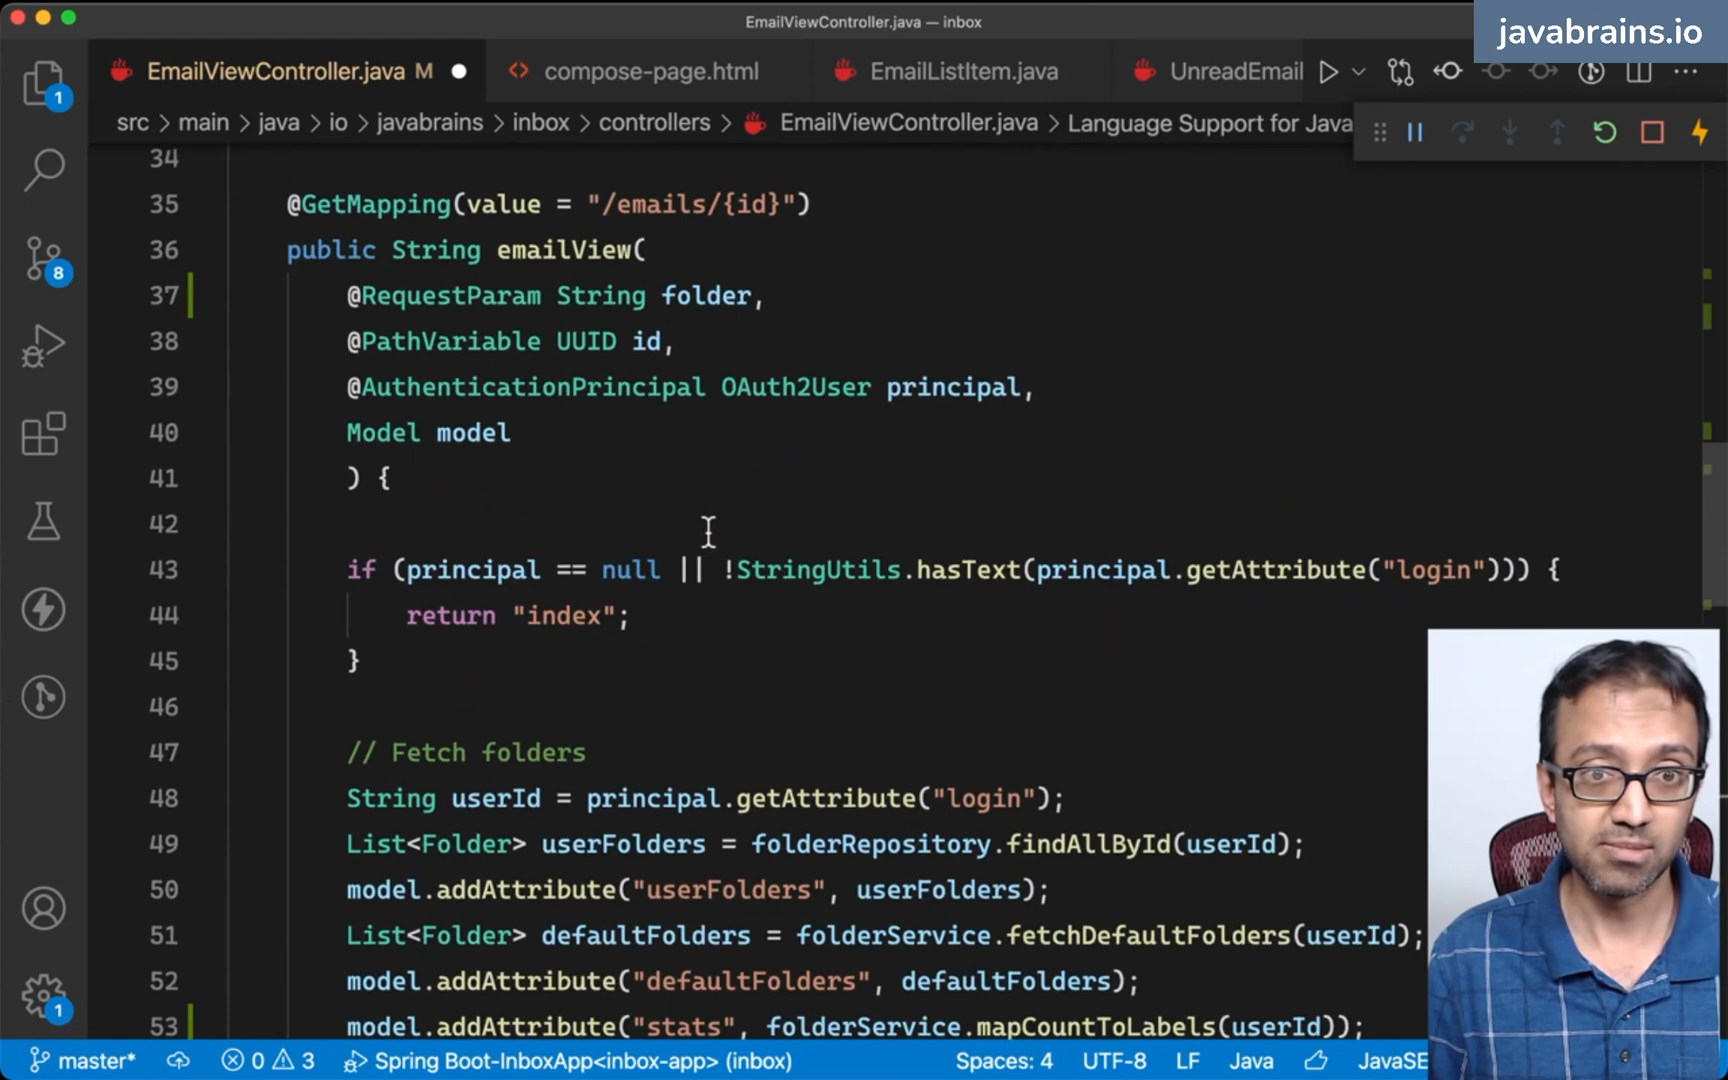 EmailViewController.java — inbox
javabrains.io
EmailViewController.java M
compose-page.html
EmailListItem.java
UnreadEmail
src > main > java > io > javabrains > inbox > controllers > EmailViewController.java > Language Support for Java
1
8
1
34
35 @GetMapping(value = "/emails/{id}")
36 public String emailView(
37 @RequestParam String folder,
38 @PathVariable UUID id,
39 @AuthenticationPrincipal OAuth2User principal,
40 Model model
41 ) {
42
43 if (principal == null || !StringUtils.hasText(principal.getAttribute("login"))) {
44 return "index";
45 }
46
47 // Fetch folders
48 String userId = principal.getAttribute("login");
49 List<Folder> userFolders = folderRepository.findAllById(userId);
50 model.addAttribute("userFolders", userFolders);
51 List<Folder> defaultFolders = folderService.fetchDefaultFolders(userId);
52 model.addAttribute("defaultFolders", defaultFolders);
53 model.addAttribute("stats", folderService.mapCountToLabels(userId));
master* 0 3 Spring Boot-InboxApp<inbox-app> (inbox) Spaces: 4 UTF-8 LF Java JavaSE